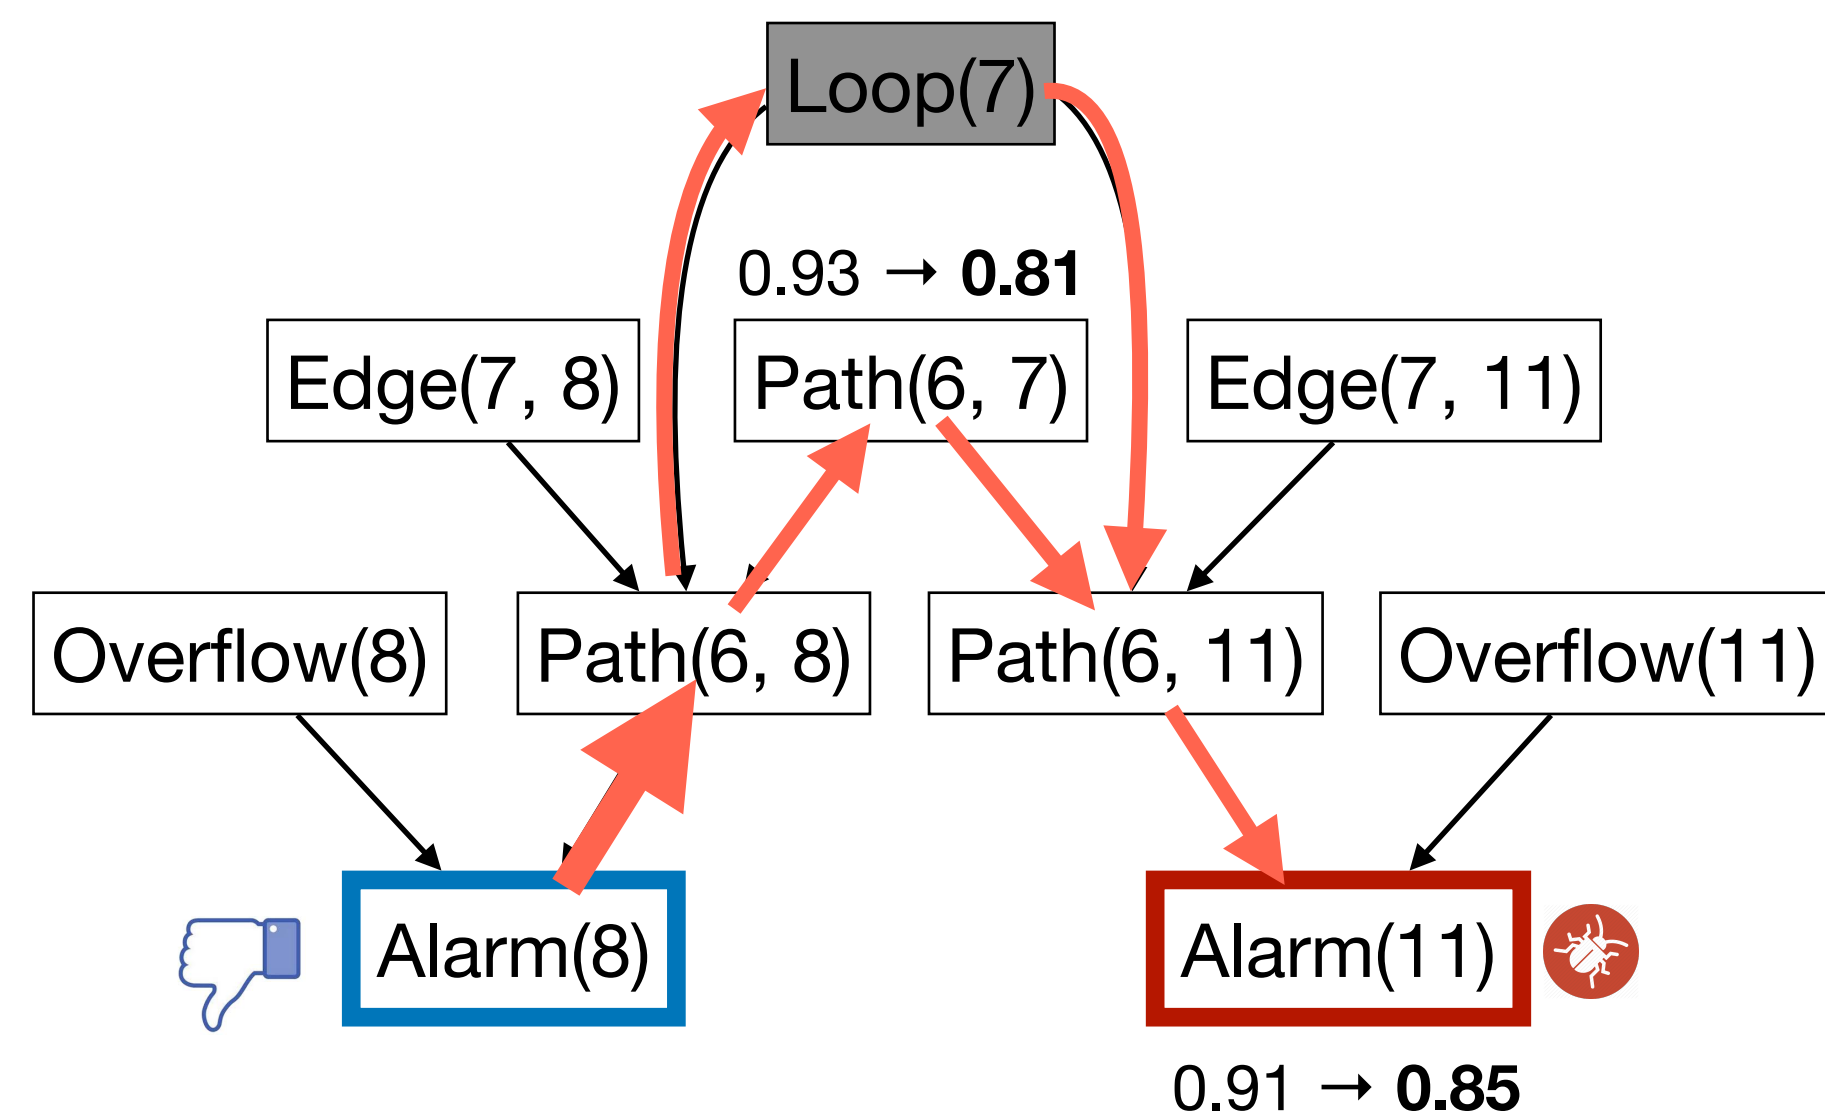 Loop(7)
0.93 → 0.81
Edge(7, 8)
Path(6, 7)
Edge(7, 11)
Overflow(8)
Path(6, 8)
Path(6, 11)
Overflow(11)
Alarm(8)
Alarm(11)
0.91 → 0.85